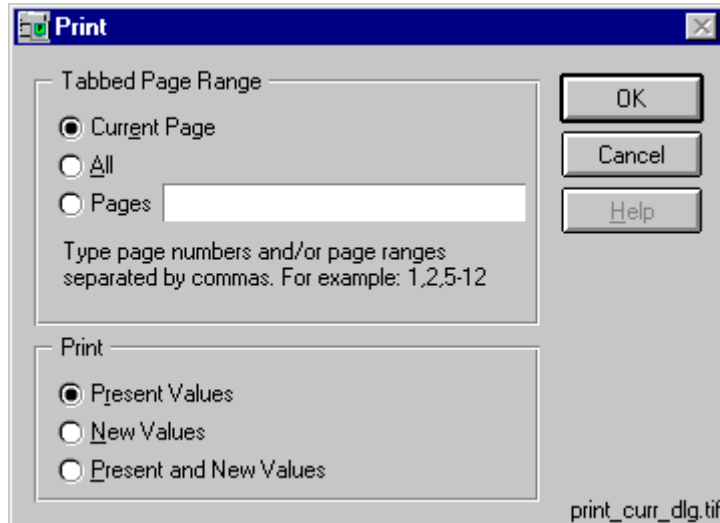 Print
Tabbed Page Range
Current Page
All
Pages
Type page numbers and/or page ranges
separated by commas. For example: 1,2,5-12
OK
Cancel
Help
Print
Present Values
New Values
Present and New Values
print_curr_dlg.tif